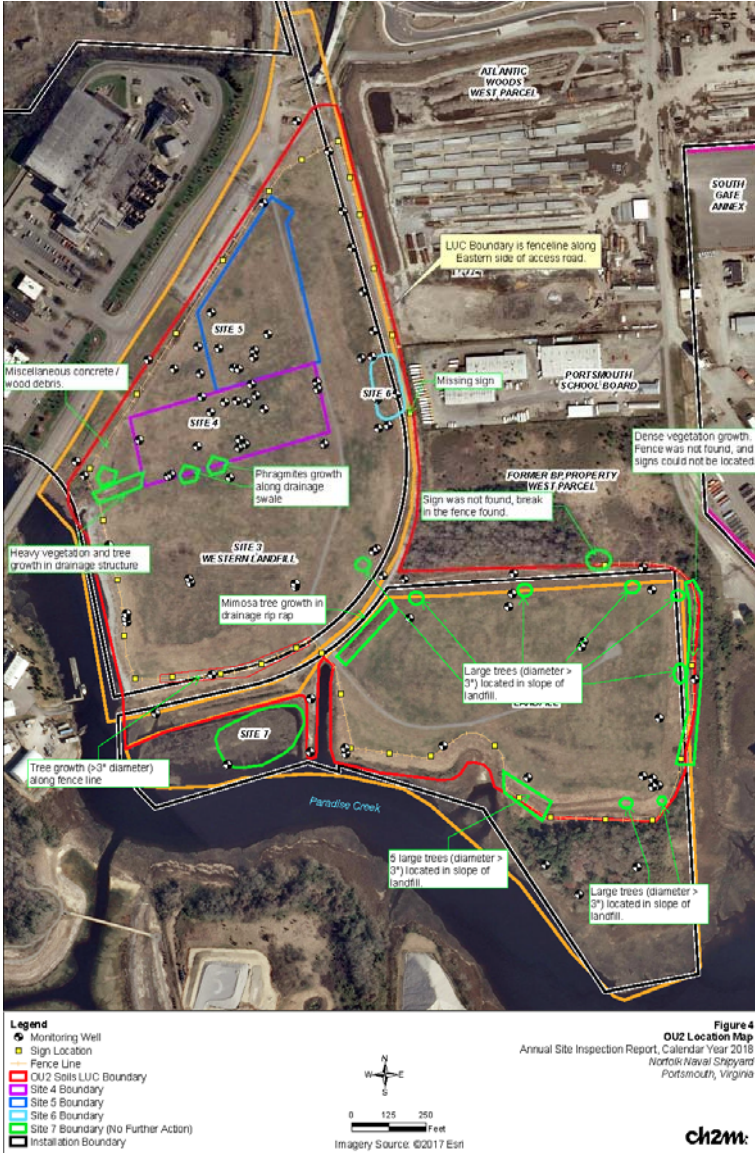 ATLANTIC
WOODS
WEST PARCEL
SOUTH
GATE
ANNEX
LUC Boundary is fenceline along
Eastern side of access road.
SITE 5
Miscellaneous concrete /
wood debris.
PORTSMOUTH
SCHOOL BOARD
Missing sign
SITE 6
SITE 4
Dense vegetation growth.
Fence was not found, and
signs could not be located.
Phragmites growth
along drainage
swale
FORMER BP PROPERTY
WEST PARCEL
Sign was not found, break
in the fence found.
Heavy vegetation and tree
growth in drainage structure
SITE 3
WESTERN LANDFILL
Mimosa tree growth in
drainage rip rap
Large trees (diameter >
3") located in slope of
landfill.
LANDFILL
SITE 7
Tree growth (>3" diameter)
along fence line
Paradise Creek
5 large trees (diameter >
3") located in slope of
landfill.
Large trees (diameter >
3") located in slope of
landfill.
Legend
Monitoring Well
Sign Location
Fence Line
OU2 Soils LUC Boundary
Site 4 Boundary
Site 5 Boundary
Site 6 Boundary
Site 7 Boundary (No Further Action)
Installation Boundary
N
W E
S
0 125 250
Feet
Imagery Source: ©2017 Esri
Figure 4
OU2 Location Map
Annual Site Inspection Report, Calendar Year 2018
Norfolk Naval Shipyard
Portsmouth, Virginia
ch2m: